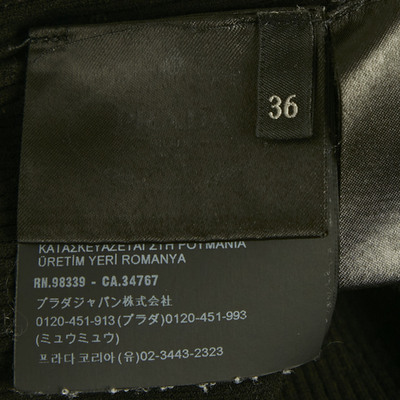 36
ΚΑΤΑΣΚΕΥΑΖΕΤΑΙ ΣΤΗ ΡΟΥΜΑΝΙΑ
ÜRETİM YERİ ROMANYA
RN.98339 - CA.34767
プラダジャパン株式会社
0120-451-913(プラダ)0120-451-993
(ミュウミュウ)
프라다코리아(유)02-3443-2323